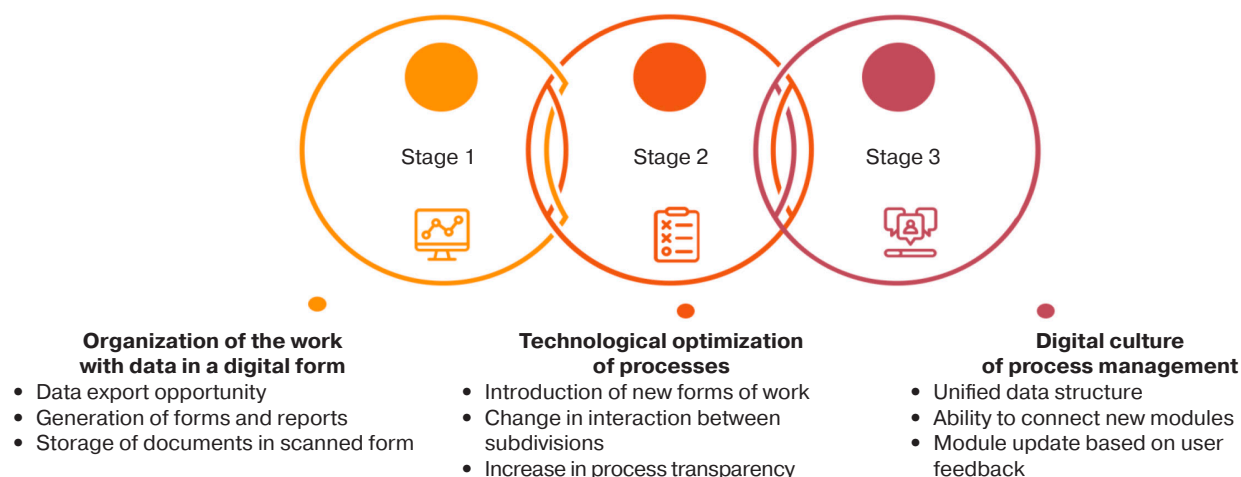 Stage 1
Stage 2
Stage 3
Organization of the work
with data in a digital form
• Data export opportunity
• Generation of forms and reports
• Storage of documents in scanned form
Technological optimization
of processes
• Introduction of new forms of work
• Change in interaction between
subdivisions
• Increase in process transparency
Digital culture
of process management
• Unified data structure
• Ability to connect new modules
• Module update based on user
feedback